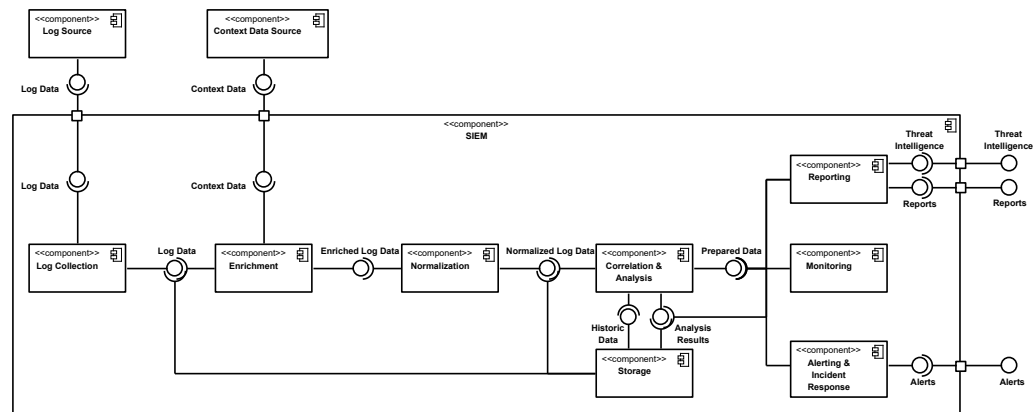 <<component>>
Log Source
<<component>>
Context Data Source
Log Data
Context Data
<<component>>
SIEM
Log Data
Context Data
<<component>>
Reporting
Threat
Intelligence
Threat
Intelligence
Reports
Reports
<<component>>
Log Collection
Log Data
<<component>>
Enrichment
Enriched Log Data
<<component>>
Normalization
Normalized Log Data
<<component>>
Correlation &
Analysis
Prepared Data
<<component>>
Monitoring
Historic
Data
Analysis
Results
<<component>>
Storage
<<component>>
Alerting &
Incident
Response
Alerts
Alerts